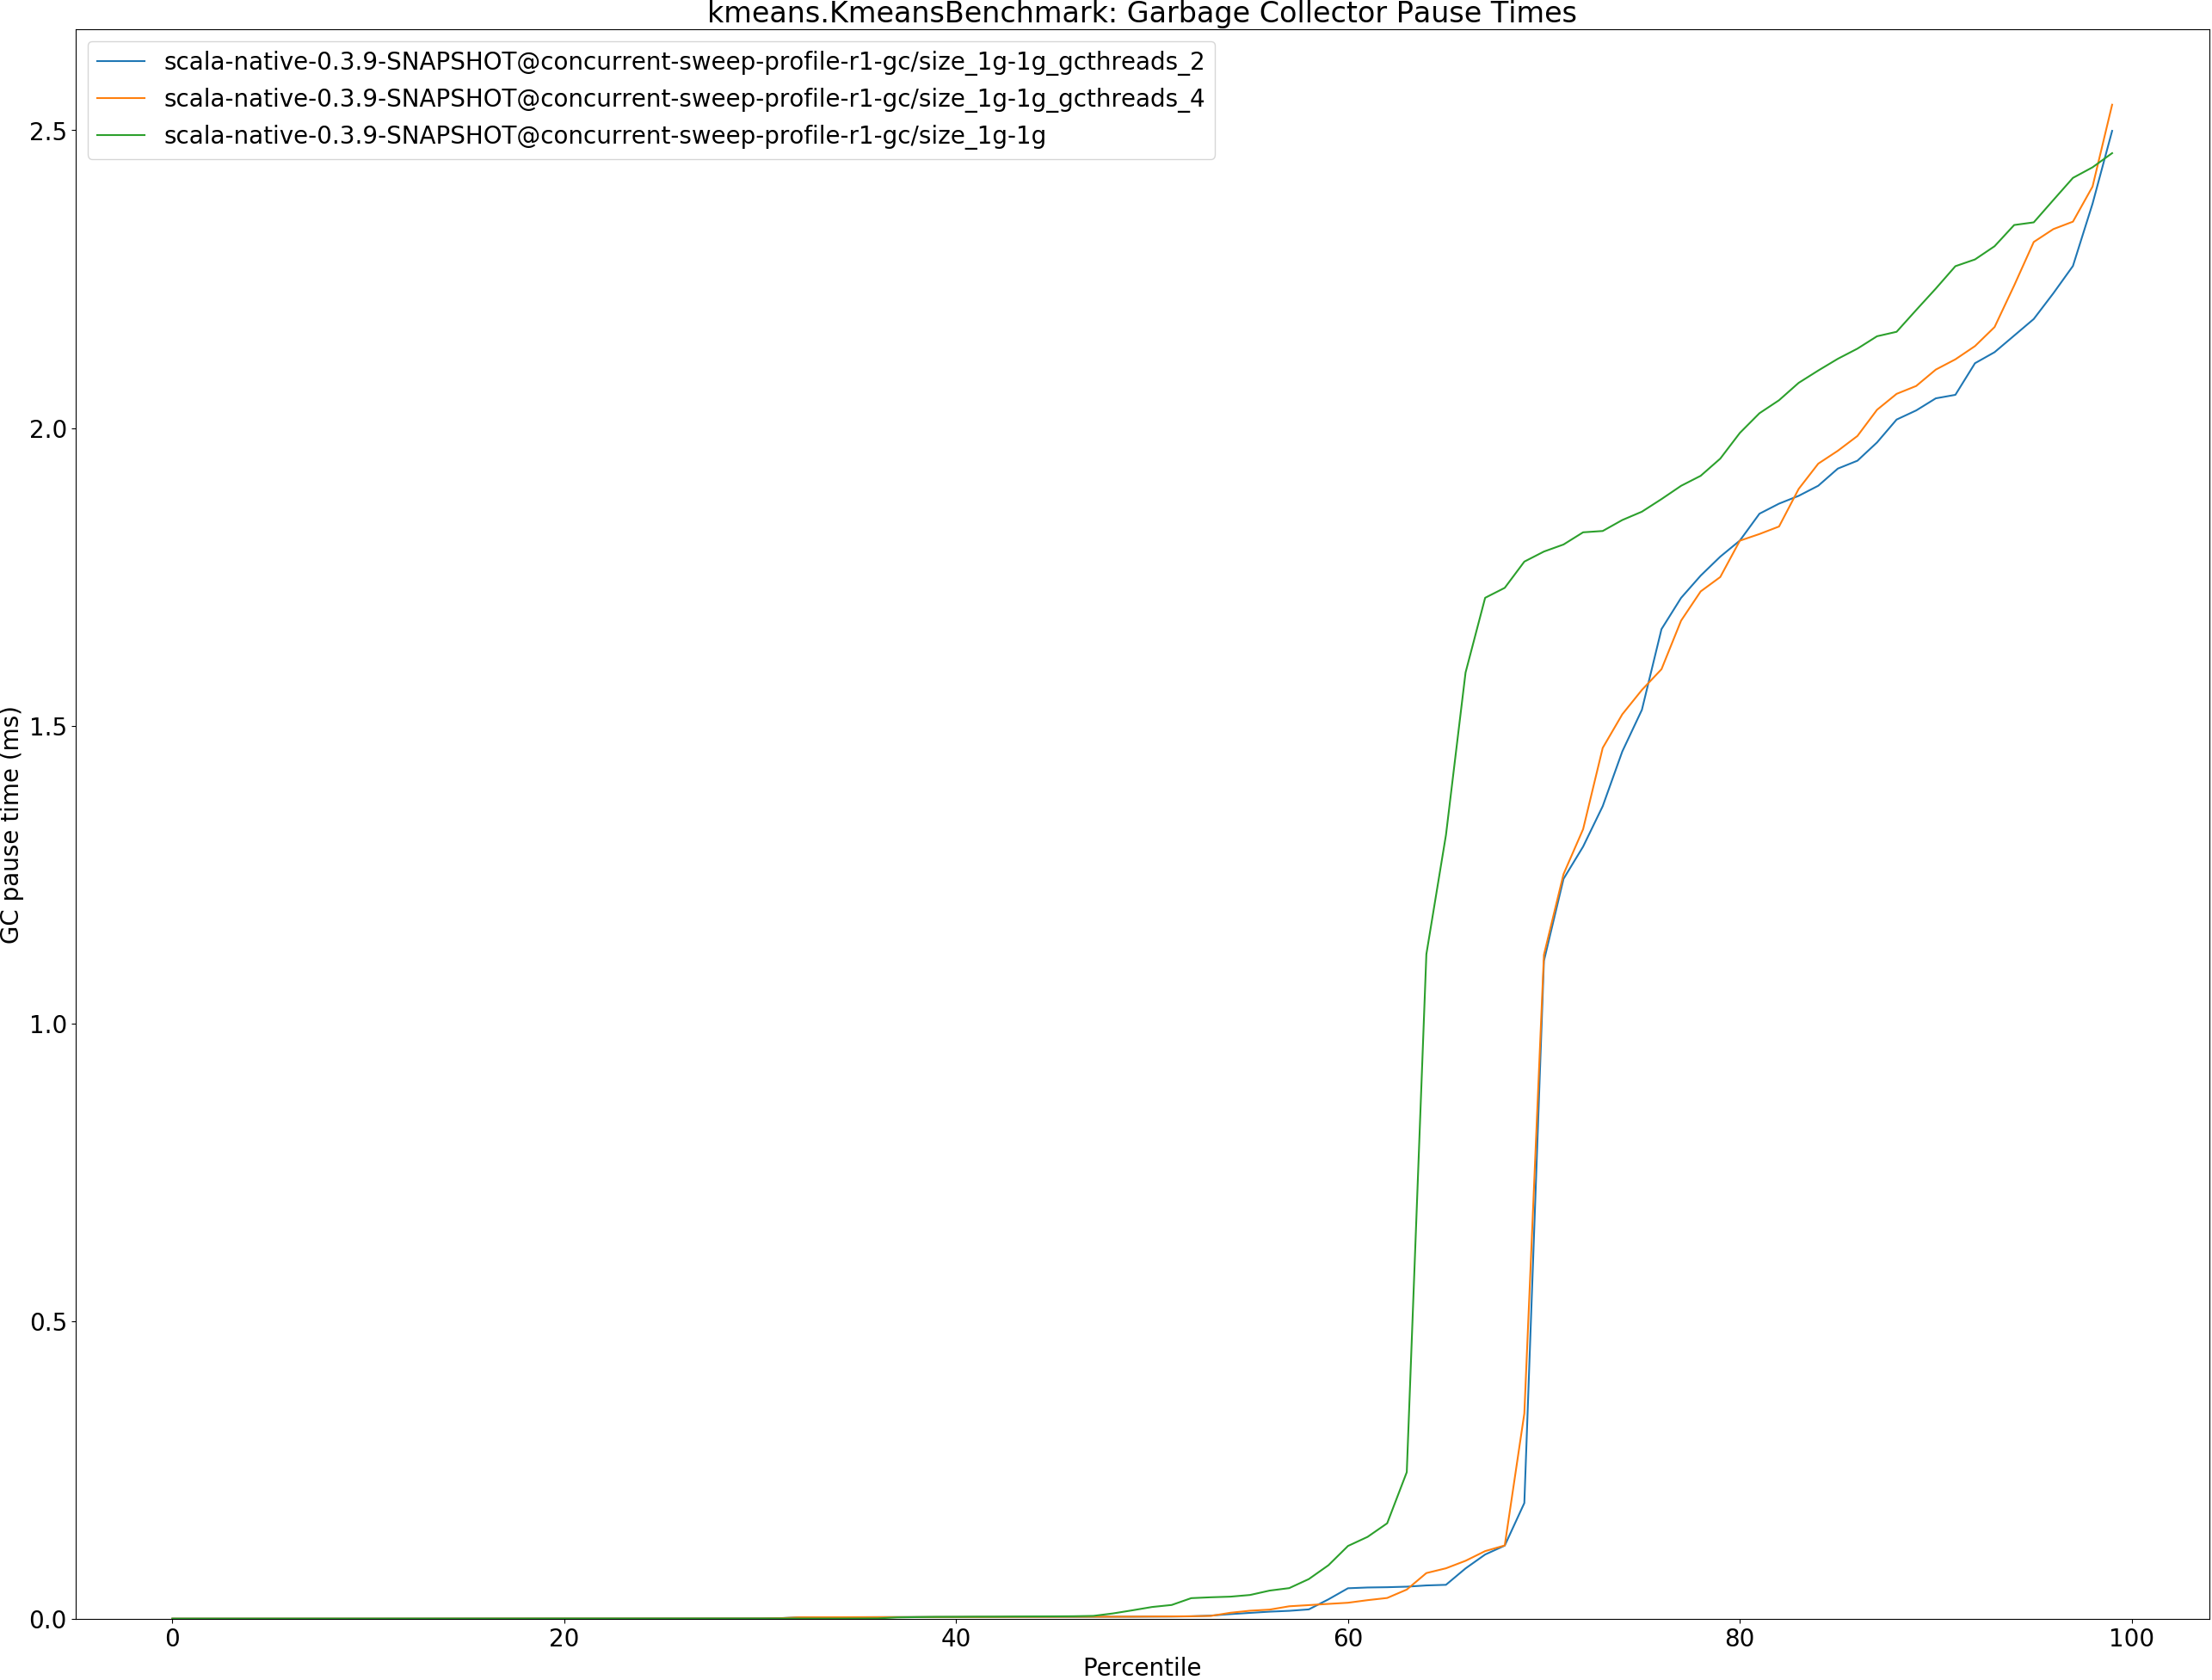 kmeans.KmeansBenchmark: Garbage Collector Pause Times
scala-native-0.3.9-SNAPSHOT@concurrent-sweep-profile-r1-gc/size_1g-1g_gcthreads_2
scala-native-0.3.9-SNAPSHOT@concurrent-sweep-profile-r1-gc/size_1g-1g_gcthreads_4
scala-native-0.3.9-SNAPSHOT@concurrent-sweep-profile-r1-gc/size_1g-1g
2.5
2.0
1.5
1.0
0.5
0.0
GC pause time (ms)
0 20 40 60 80 100
Percentile